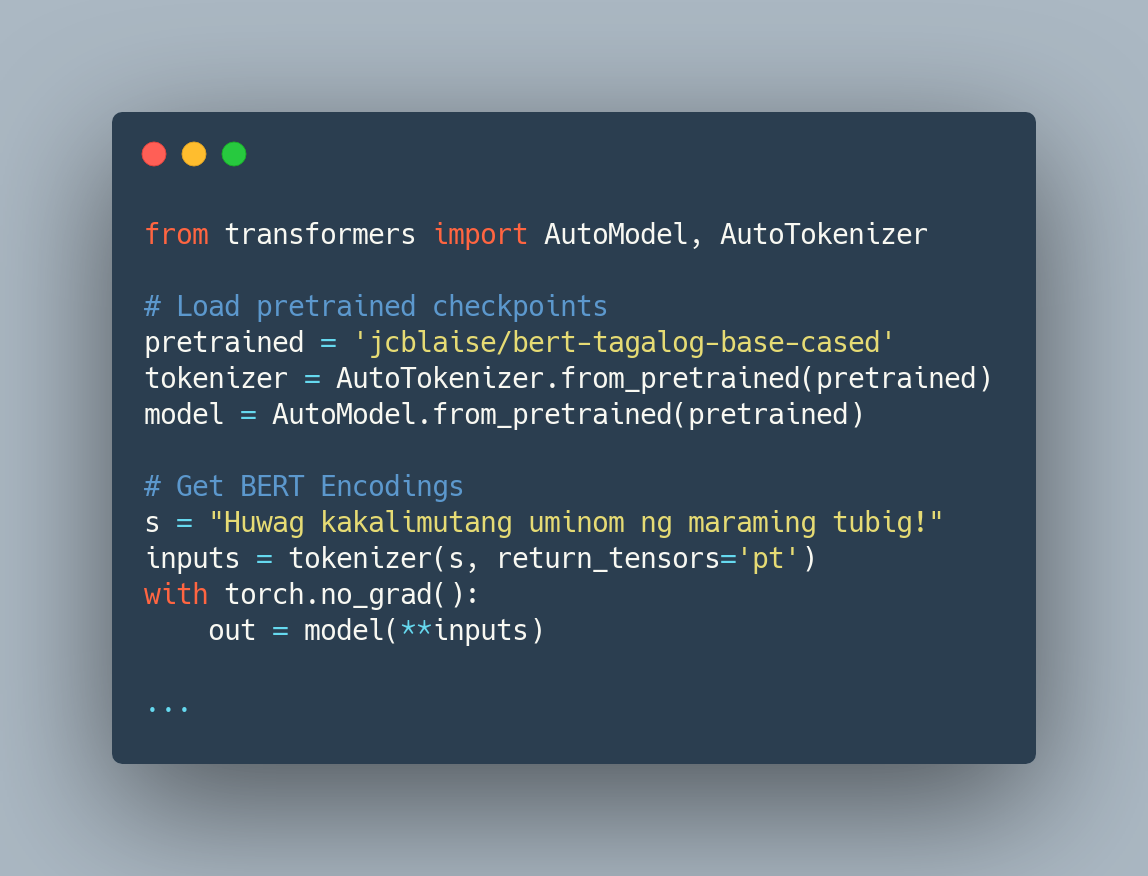 from transformers import AutoModel, AutoTokenizer
# Load pretrained checkpoints
pretrained = 'jcblaise/bert-tagalog-base-cased'
tokenizer = AutoTokenizer.from_pretrained(pretrained)
model = AutoModel.from_pretrained(pretrained)
# Get BERT Encodings
s = "Huwag kakalimutang uminom ng maraming tubig!"
inputs = tokenizer(s, return_tensors='pt')
with torch.no_grad():
    out = model(**inputs)
...